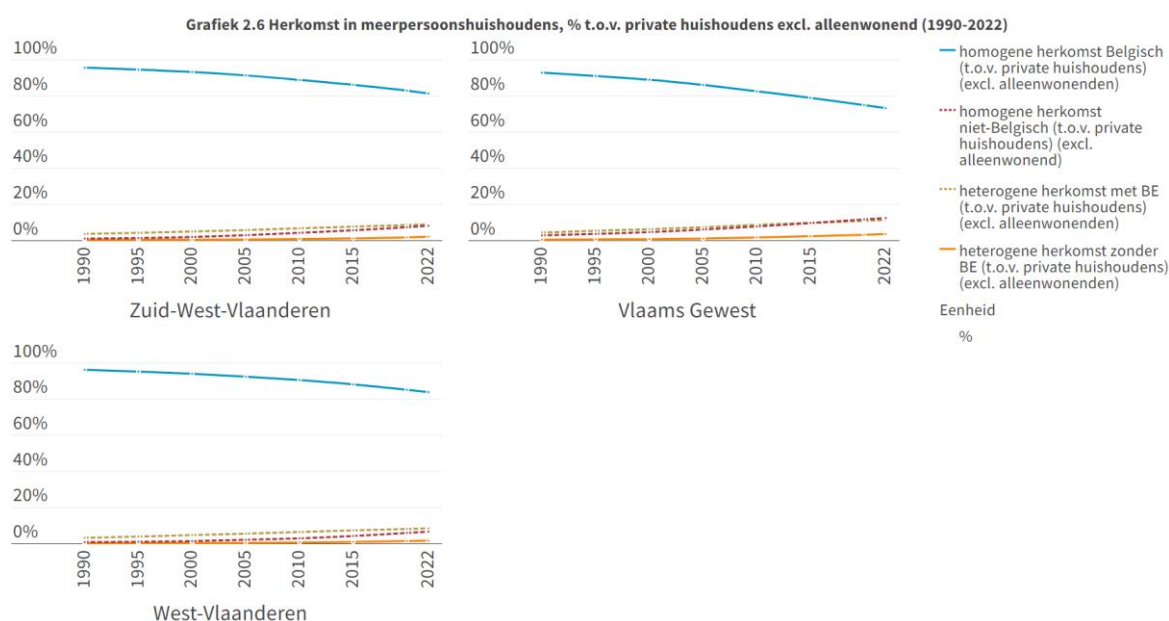 Grafiek 2.6 Herkomst in meerpersoonshuishoudens, % t.o.v. private huishoudens excl. alleenwonend (1990-2022)
100%
80%
60%
40%
20%
0%
1990
1995
2000
2005
2010
2015
2022
Zuid-West-Vlaanderen
100%
80%
60%
40%
20%
0%
1990
1995
2000
2005
2010
2015
2022
Vlaams Gewest
homogene herkomst Belgisch
(t.o.v. private huishoudens)
(excl. alleenwonenden)
homogene herkomst
niet-Belgisch (t.o.v. private
huishoudens) (excl.
alleenwonend)
heterogene herkomst met BE
(t.o.v. private huishoudens)
(excl. alleenwonenden)
heterogene herkomst zonder
BE (t.o.v. private huishoudens)
(excl. alleenwonenden)
Eenheid
%
100%
80%
60%
40%
20%
0%
1990
1995
2000
2005
2010
2015
2022
West-Vlaanderen